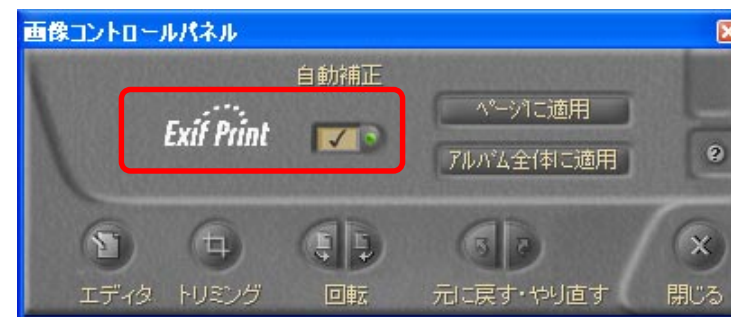 画像コントロールパネル
自動補正
Exif Print
ページに適用
アルバム全体に適用
エディタ トリミング 回転 元に戻す・やり直す 閉じる